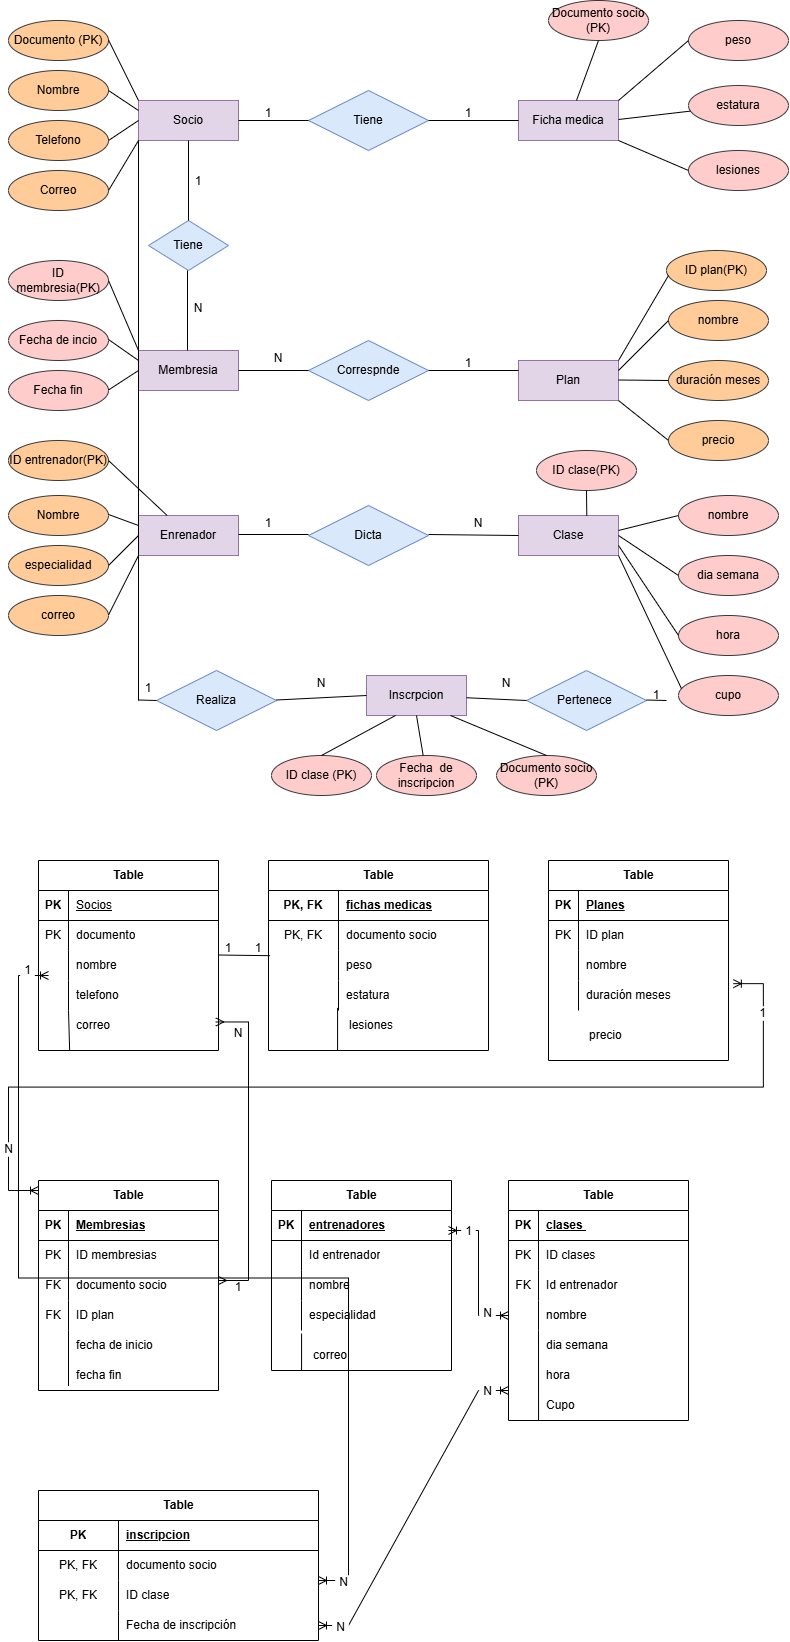 Documento (PK)
Nombre
Telefono
Correo
Socio
1
Tiene
1
Ficha medica
Documento socio
(PK)
peso
estatura
lesiones
1
Tiene
N
ID
membresia(PK)
Fecha de incio
Fecha fin
Membresia
N
Correspnde
1
Plan
ID plan(PK)
nombre
duración meses
precio
ID entrenador(PK)
Nombre
especialidad
correo
Enrenador
1
Dicta
N
Clase
ID clase(PK)
nombre
dia semana
hora
cupo
1
Realiza
N
Inscrpcion
N
Pertenece
1
ID clase (PK)
Fecha de
inscripcion
Documento socio
(PK)
Table
PK Socios
PK documento
nombre
telefono
correo
1
1
1
N
Table
PK, FK fichas medicas
PK, FK documento socio
peso
estatura
lesiones
Table
PK Planes
PK ID plan
nombre
duración meses
precio
1
N
Table
PK Membresias
PK ID membresias
FK documento socio
FK ID plan
fecha de inicio
fecha fin
1
Table
PK entrenadores
Id entrenador
nombre
especialidad
correo
1
N
N
Table
PK clases
PK ID clases
FK Id entrenador
nombre
dia semana
hora
Cupo
Table
PK inscripcion
PK, FK documento socio
PK, FK ID clase
Fecha de inscripción
N
N